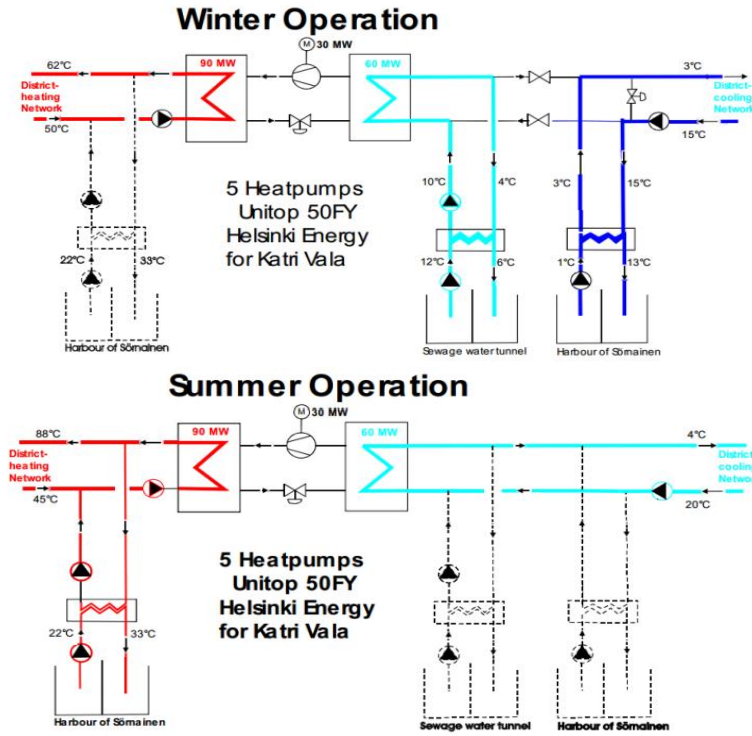 Winter Operation
M 30 MW
62°C
90 MW
60 MW
3°C
District-
heating
Network
District-
cooling
Network
50°C
15°C
5 Heatpumps
Unitop 50FY
Helsinki Energy
for Katri Vala
10°C
4°C
3°C
15°C
22°C
33°C
12°C
6°C
1°C
13°C
Harbour of Sörnainen
Sewage water tunnel
Harbour of Sörnainen
Summer Operation
M 30 MW
88°C
90 MW
60 MW
4°C
District-
heating
Network
District-
cooling
Network
45°C
20°C
5 Heatpumps
Unitop 50FY
Helsinki Energy
for Katri Vala
22°C
33°C
Harbour of Sörnainen
Sewage water tunnel
Harbour of Sörnainen